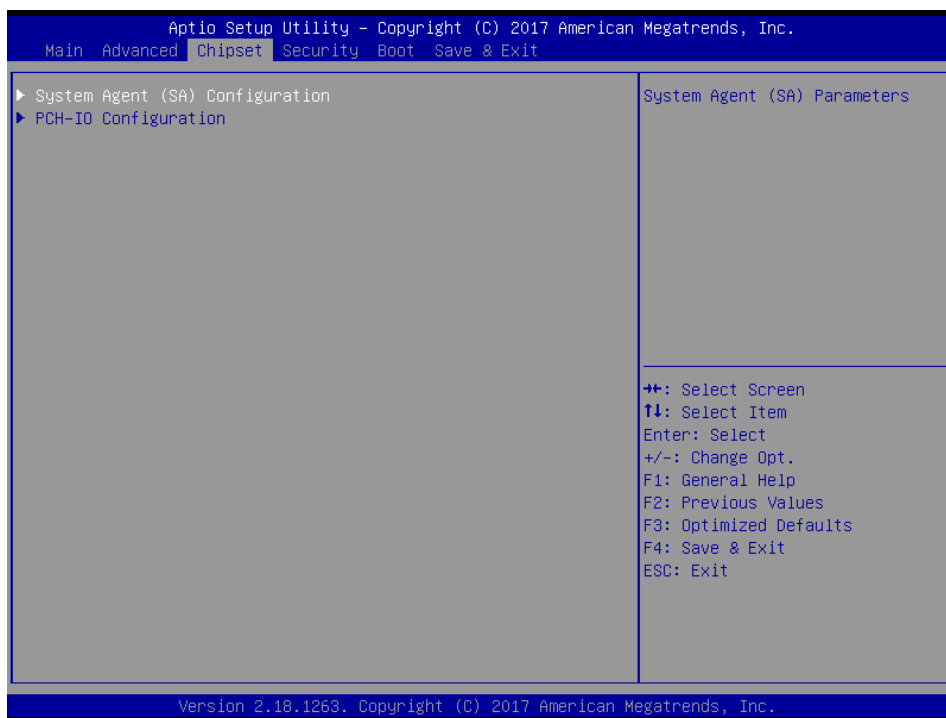 Aptio Setup Utility – Copyright (C) 2017 American Megatrends, Inc.
Main Advanced Chipset Security Boot Save & Exit
▶ System Agent (SA) Configuration
▶ PCH-IO Configuration
System Agent (SA) Parameters
→←: Select Screen
↑↓: Select Item
Enter: Select
+/-: Change Opt.
F1: General Help
F2: Previous Values
F3: Optimized Defaults
F4: Save & Exit
ESC: Exit
Version 2.18.1263. Copyright (C) 2017 American Megatrends, Inc.